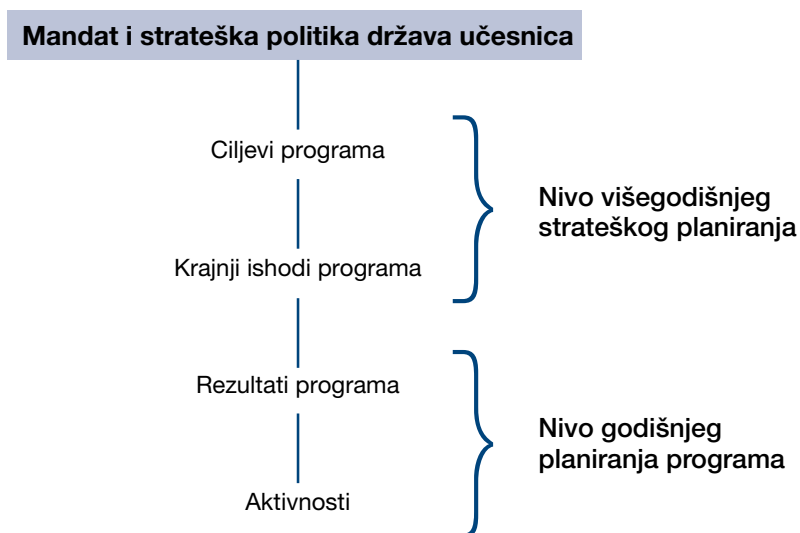 Mandat i strateška politika država učesnica
Ciljevi programa
Krajnji ishodi programa
Nivo višegodišnjeg
strateškog planiranja
Rezultati programa
Aktivnosti
Nivo godišnjeg
planiranja programa